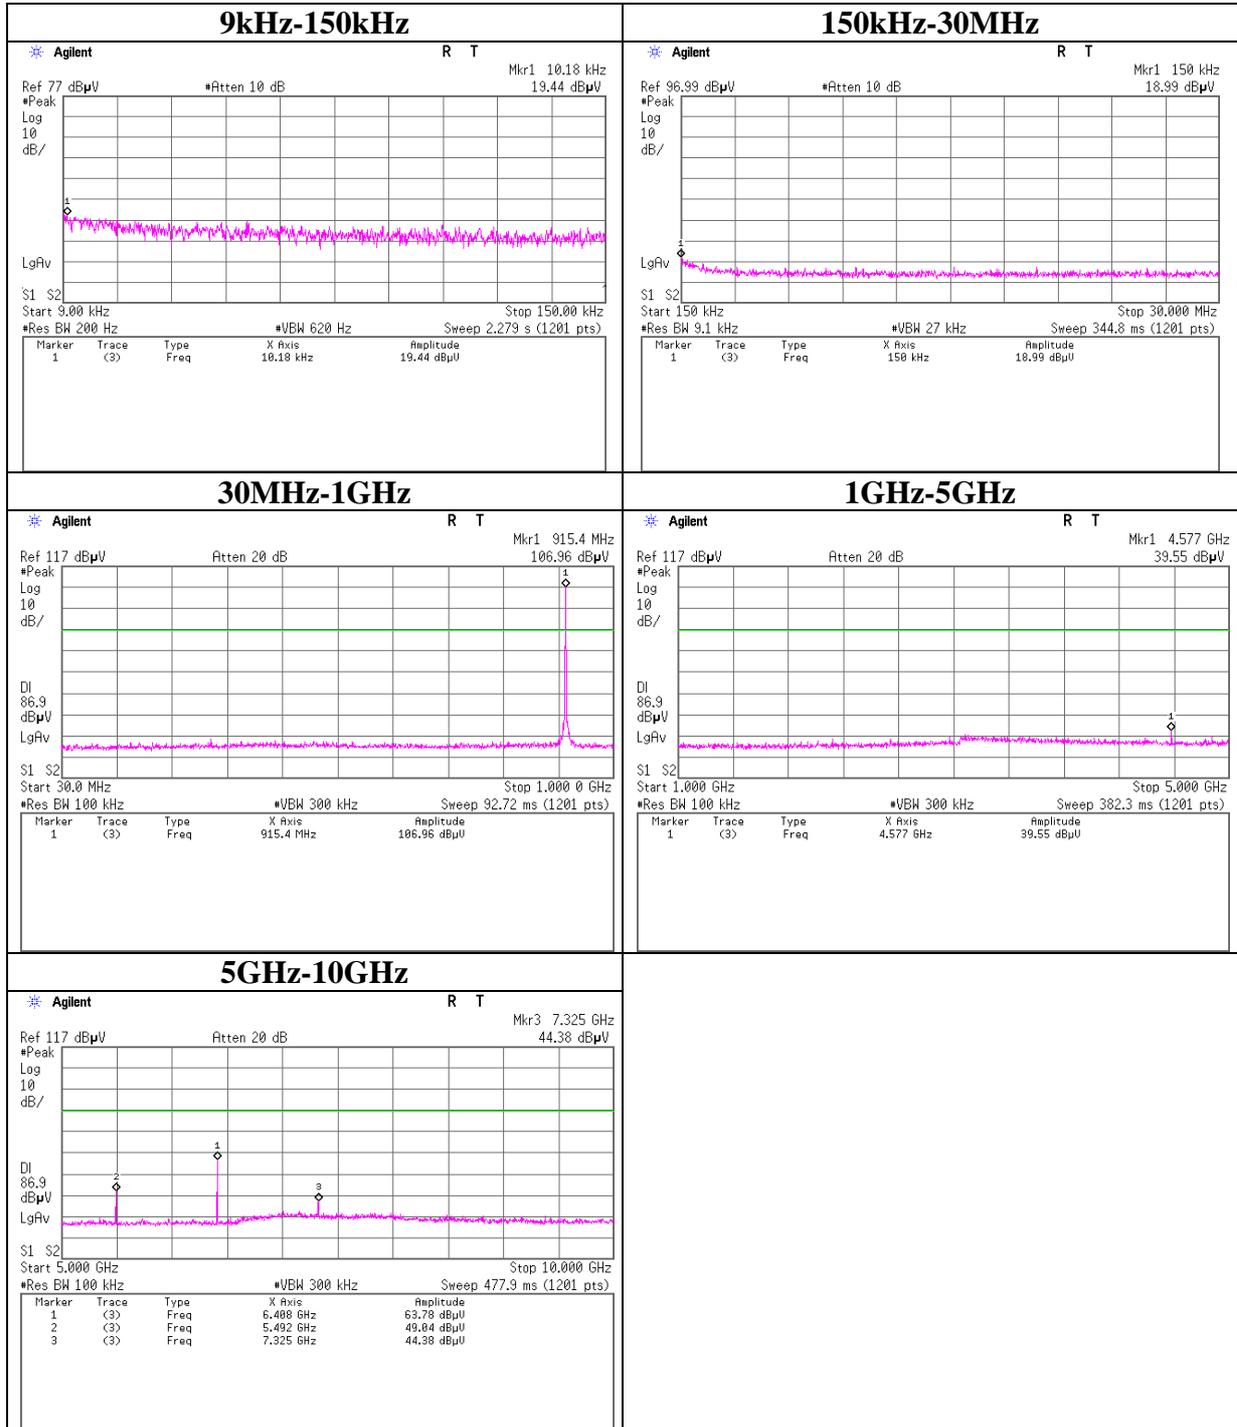 9kHz-150kHz
Agilent R T
Mkr1 10.18 kHz
Ref 77 dBµV #Atten 10 dB 19.44 dBµV
#Peak
Log
10
dB/
1
LgAv
S1 S2
Start 9.00 kHz Stop 150.00 kHz
#Res BW 200 Hz #VBW 620 Hz Sweep 2.279 s (1201 pts)
Marker Trace Type X Axis Amplitude
1 (3) Freq 10.18 kHz 19.44 dBµV
150kHz-30MHz
Agilent R T
Mkr1 150 kHz
Ref 96.99 dBµV #Atten 10 dB 18.99 dBµV
#Peak
Log
10
dB/
1
LgAv
S1 S2
Start 150 kHz Stop 30.000 MHz
#Res BW 9.1 kHz #VBW 27 kHz Sweep 344.8 ms (1201 pts)
Marker Trace Type X Axis Amplitude
1 (3) Freq 150 kHz 18.99 dBµV
30MHz-1GHz
Agilent R T
Mkr1 915.4 MHz
Ref 117 dBµV Atten 20 dB 106.96 dBµV
#Peak
Log
10
dB/
1
DI
86.9
dBµV
LgAv
S1 S2
Start 30.0 MHz Stop 1.000 0 GHz
#Res BW 100 kHz #VBW 300 kHz Sweep 92.72 ms (1201 pts)
Marker Trace Type X Axis Amplitude
1 (3) Freq 915.4 MHz 106.96 dBµV
1GHz-5GHz
Agilent R T
Mkr1 4.577 GHz
Ref 117 dBµV Atten 20 dB 39.55 dBµV
#Peak
Log
10
dB/
DI
86.9
dBµV
1
LgAv
S1 S2
Start 1.000 GHz Stop 5.000 GHz
#Res BW 100 kHz #VBW 300 kHz Sweep 382.3 ms (1201 pts)
Marker Trace Type X Axis Amplitude
1 (3) Freq 4.577 GHz 39.55 dBµV
5GHz-10GHz
Agilent R T
Mkr3 7.325 GHz
Ref 117 dBµV Atten 20 dB 44.38 dBµV
#Peak
Log
10
dB/
1
DI
2
86.9
3
dBµV
LgAv
S1 S2
Start 5.000 GHz Stop 10.000 GHz
#Res BW 100 kHz #VBW 300 kHz Sweep 477.9 ms (1201 pts)
Marker Trace Type X Axis Amplitude
1 (3) Freq 6.408 GHz 63.78 dBµV
2 (3) Freq 5.492 GHz 49.04 dBµV
3 (3) Freq 7.325 GHz 44.38 dBµV